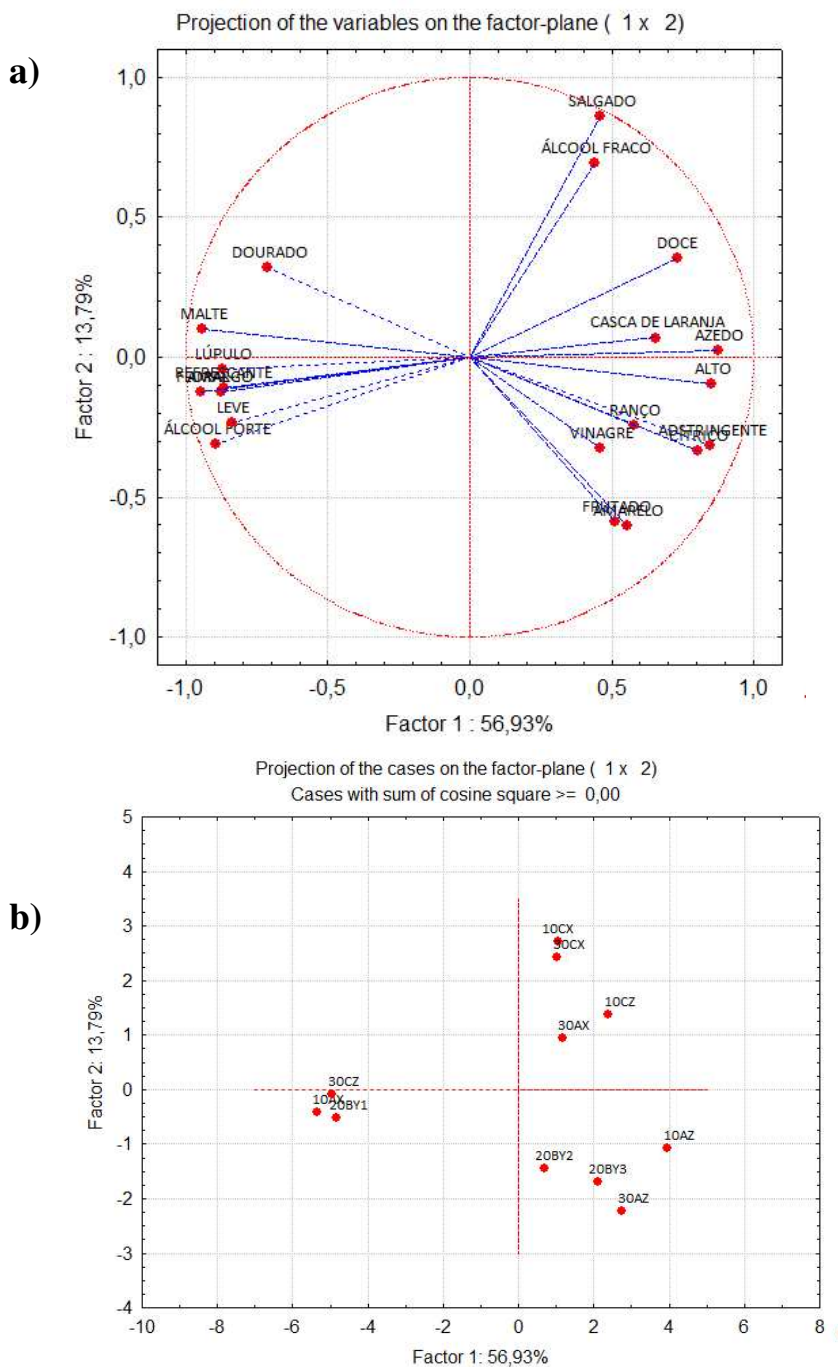 a)
Projection of the variables on the factor-plane ( 1 x 2)
1,0
SALGADO
ÁLCOOL FRACO
0,5
DOURADO
DOCE
MALTE
CASCA DE LARANJA
AZEDO
0,0
LÚPULO
ALTO
REFRESCANTE
LEVE
RANÇO
ADSTRINGENTE
ÁLCOOL FORTE
VINAGRE
CÍTRICO
-0,5
FRUTADO
AMARELO
-1,0
-1,0 -0,5 0,0 0,5 1,0
Factor 2 : 13,79%
Factor 1 : 56,93%
b)
Projection of the cases on the factor-plane ( 1 x 2)
Cases with sum of cosine square >= 0,00
5
4
3
10CX
30CX
2
10CZ
1
30AX
0
30CZ
10AX
20BY1
-1
10AZ
20BY2
20BY3
-2
30AZ
-3
-4
-10 -8 -6 -4 -2 0 2 4 6 8
Factor 2: 13,79%
Factor 1: 56,93%